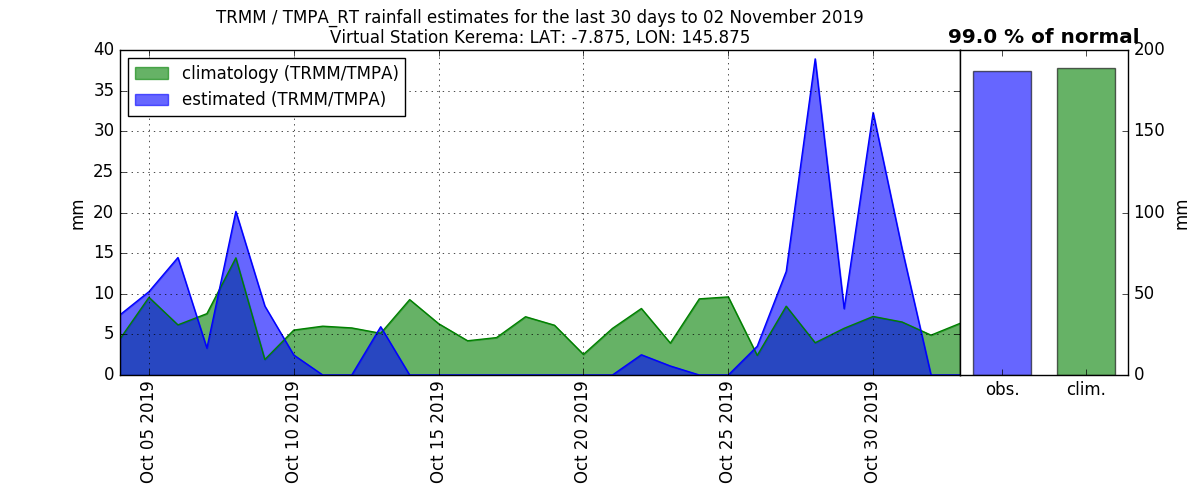 TRMM / TMPA_RT rainfall estimates for the last 30 days to 02 November 2019
Virtual Station Kerema: LAT: -7.875, LON: 145.875
99.0 % of normal
climatology (TRMM/TMPA)
estimated (TRMM/TMPA)
mm
40
35
30
25
20
15
10
5
0
Oct 05 2019
Oct 10 2019
Oct 15 2019
Oct 20 2019
Oct 25 2019
Oct 30 2019
obs.
clim.
200
150
100
50
0
mm